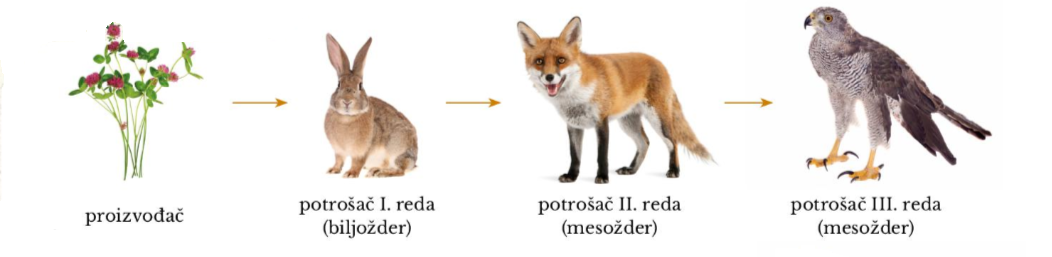 proizvođač
potrošač I. reda
(biljožder)
potrošač II. reda
(mesožder)
potrošač III. reda
(mesožder)